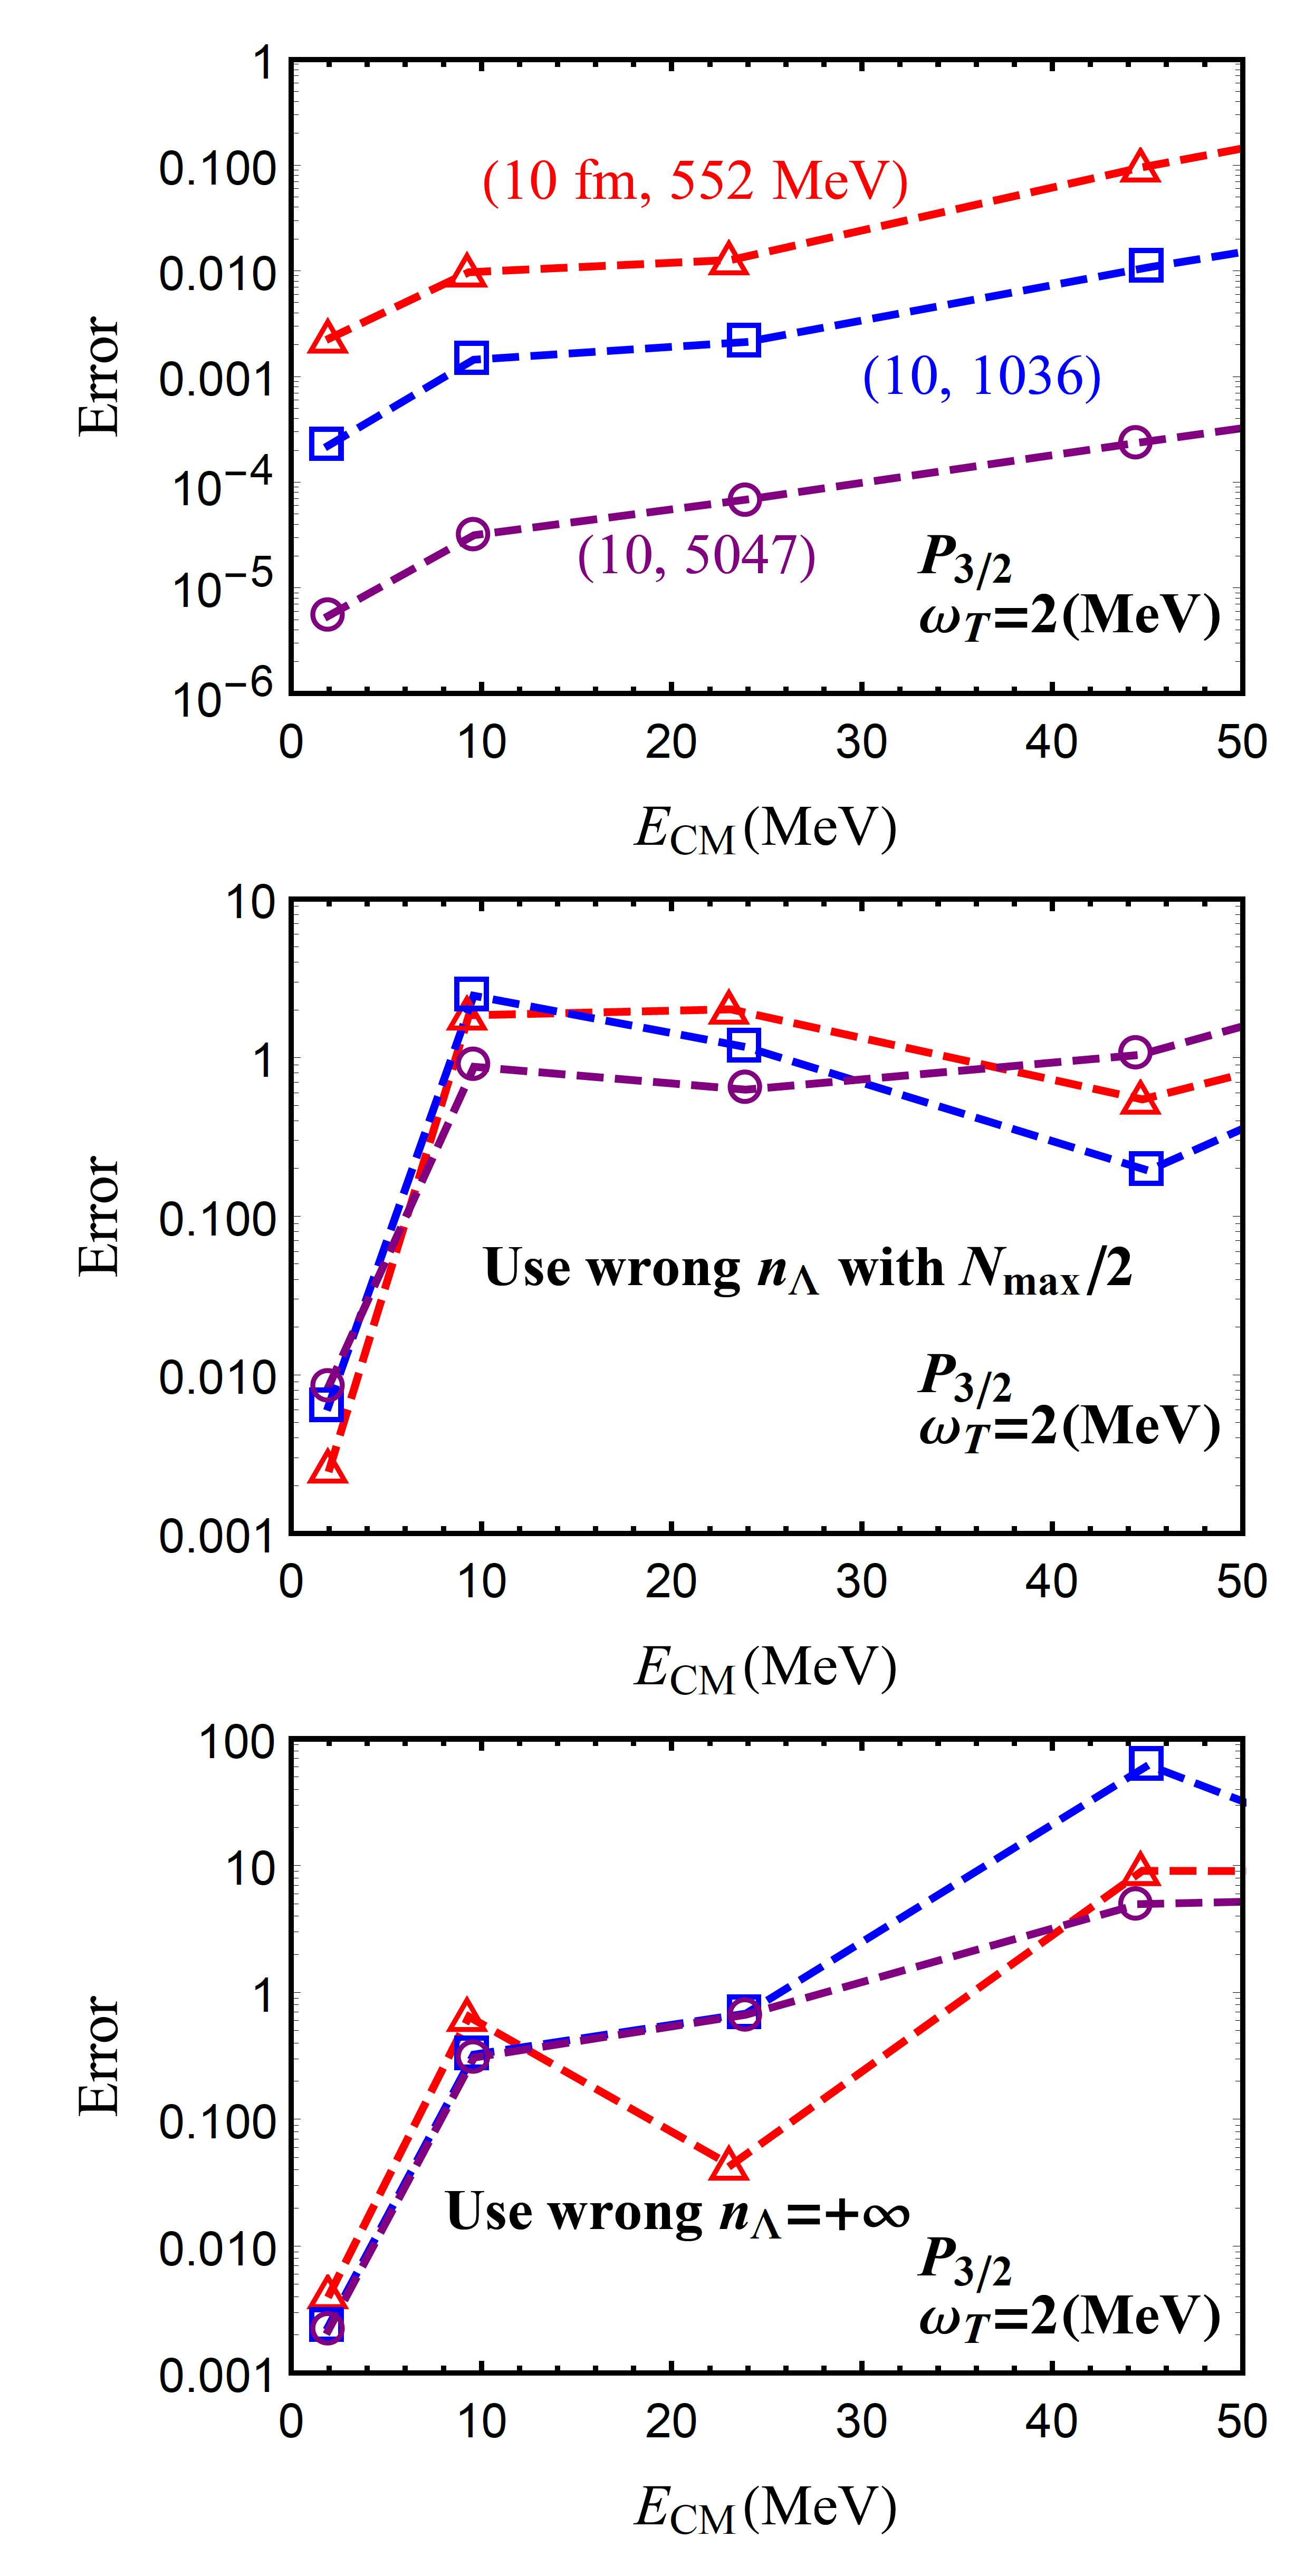 1
0.100
0.010
0.001
10−4
10−5
10−6
Error
(10 fm, 552 MeV)
(10, 1036)
(10, 5047)
P3/2
ωT=2(MeV)
0 10 20 30 40 50
ECM(MeV)
10
1
0.100
0.010
0.001
Error
Use wrong nΛ with Nmax/2
P3/2
ωT=2(MeV)
0 10 20 30 40 50
ECM(MeV)
100
10
1
0.100
0.010
0.001
Error
Use wrong nΛ=+∞
P3/2
ωT=2(MeV)
0 10 20 30 40 50
ECM(MeV)